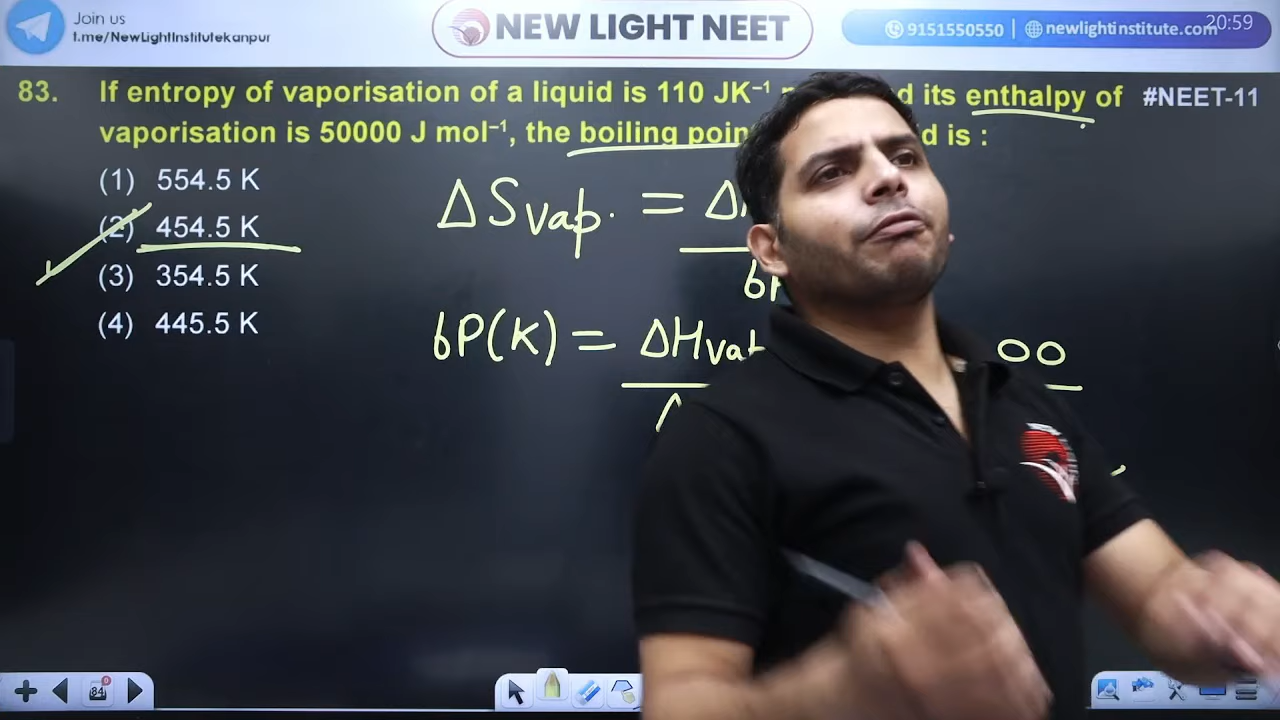 Join us
t.me/NewLightInstitutekanpur
NEW LIGHT NEET
9151550550 | newlightinstitute.com
20:59
83. If entropy of vaporisation of a liquid is 110 JK⁻¹ its enthalpy of #NEET-11
vaporisation is 50000 J mol⁻¹, the boiling is :
(1) 554.5 K
(2) 454.5 K
(3) 354.5 K
(4) 445.5 K
ΔSvap. =
bP(K) = ΔHvap 00
84